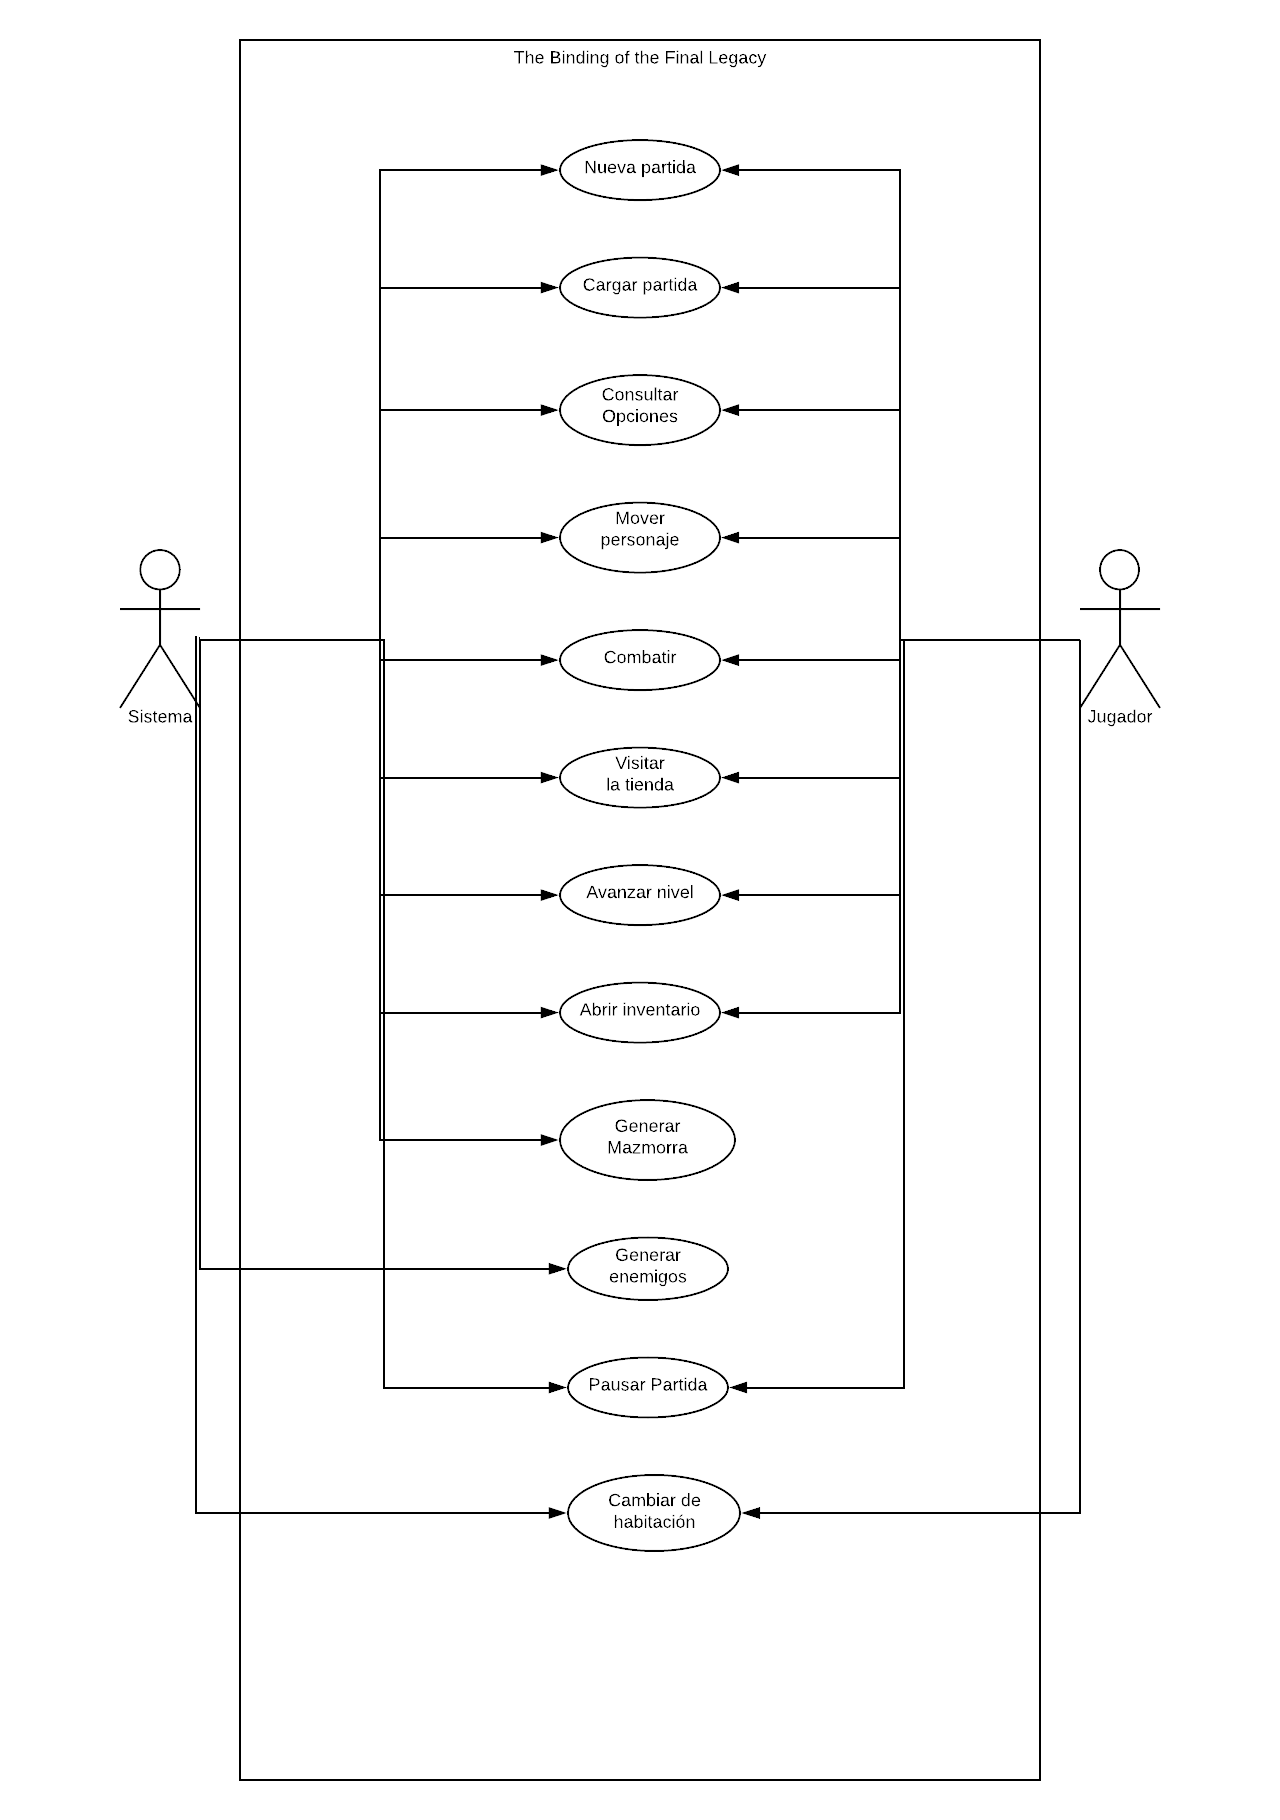 The Binding of the Final Legacy
Nueva partida
Cargar partida
Consultar
Opciones
Mover
personaje
Combatir
Sistema
Jugador
Visitar
la tienda
Avanzar nivel
Abrir inventario
Generar
Mazmorra
Generar
enemigos
Pausar Partida
Cambiar de
habitación